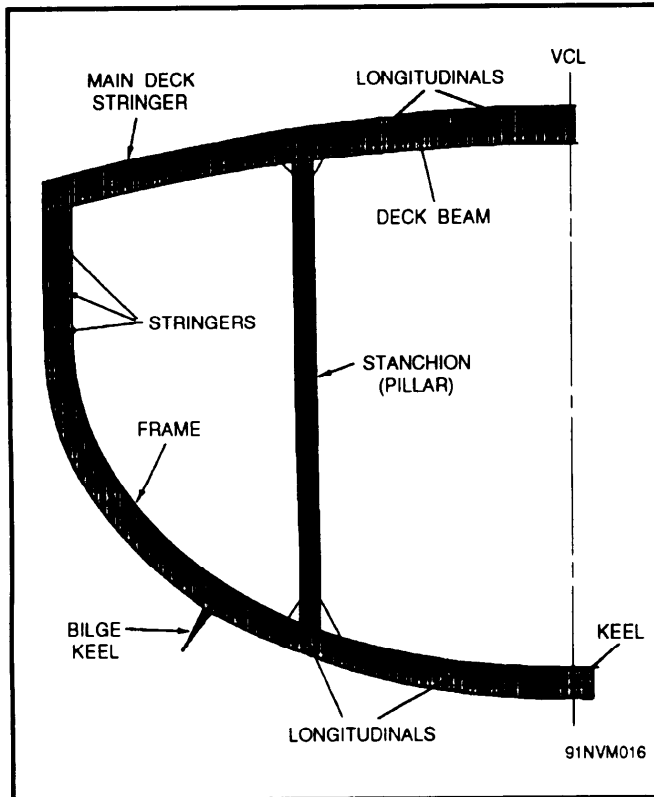 VCL
MAIN DECK
STRINGER
LONGITUDINALS
DECK BEAM
STRINGERS
STANCHION
(PILLAR)
FRAME
BILGE
KEEL
KEEL
LONGITUDINALS
91NVM016